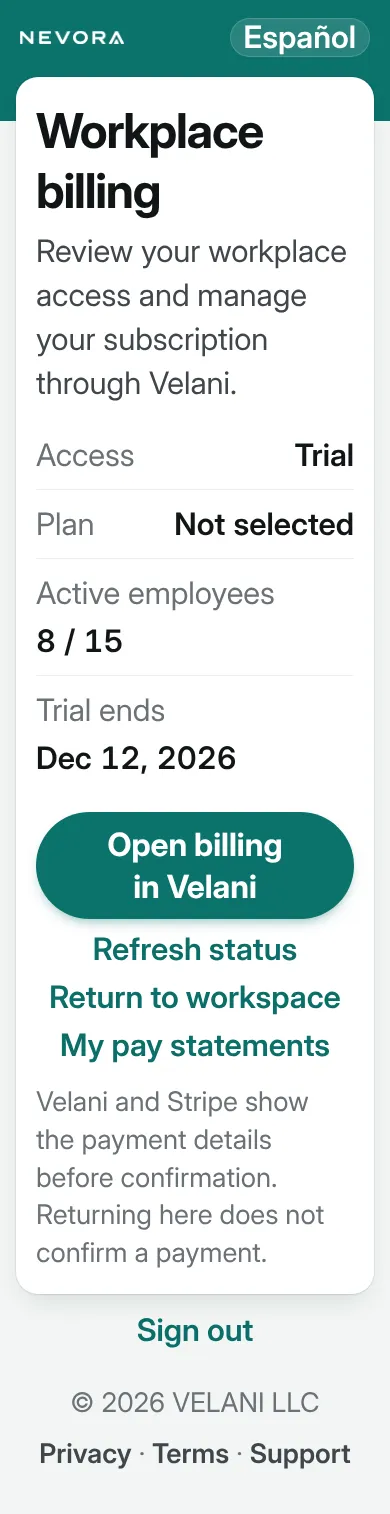 NEVORA
Español
Workplace
billing
Review your workplace
access and manage
your subscription
through Velani.
Access Trial
Plan Not selected
Active employees
8 / 15
Trial ends
Dec 12, 2026
Open billing
in Velani
Refresh status
Return to workspace
My pay statements
Velani and Stripe show
the payment details
before confirmation.
Returning here does not
confirm a payment.
Sign out
© 2026 VELANI LLC
Privacy · Terms · Support